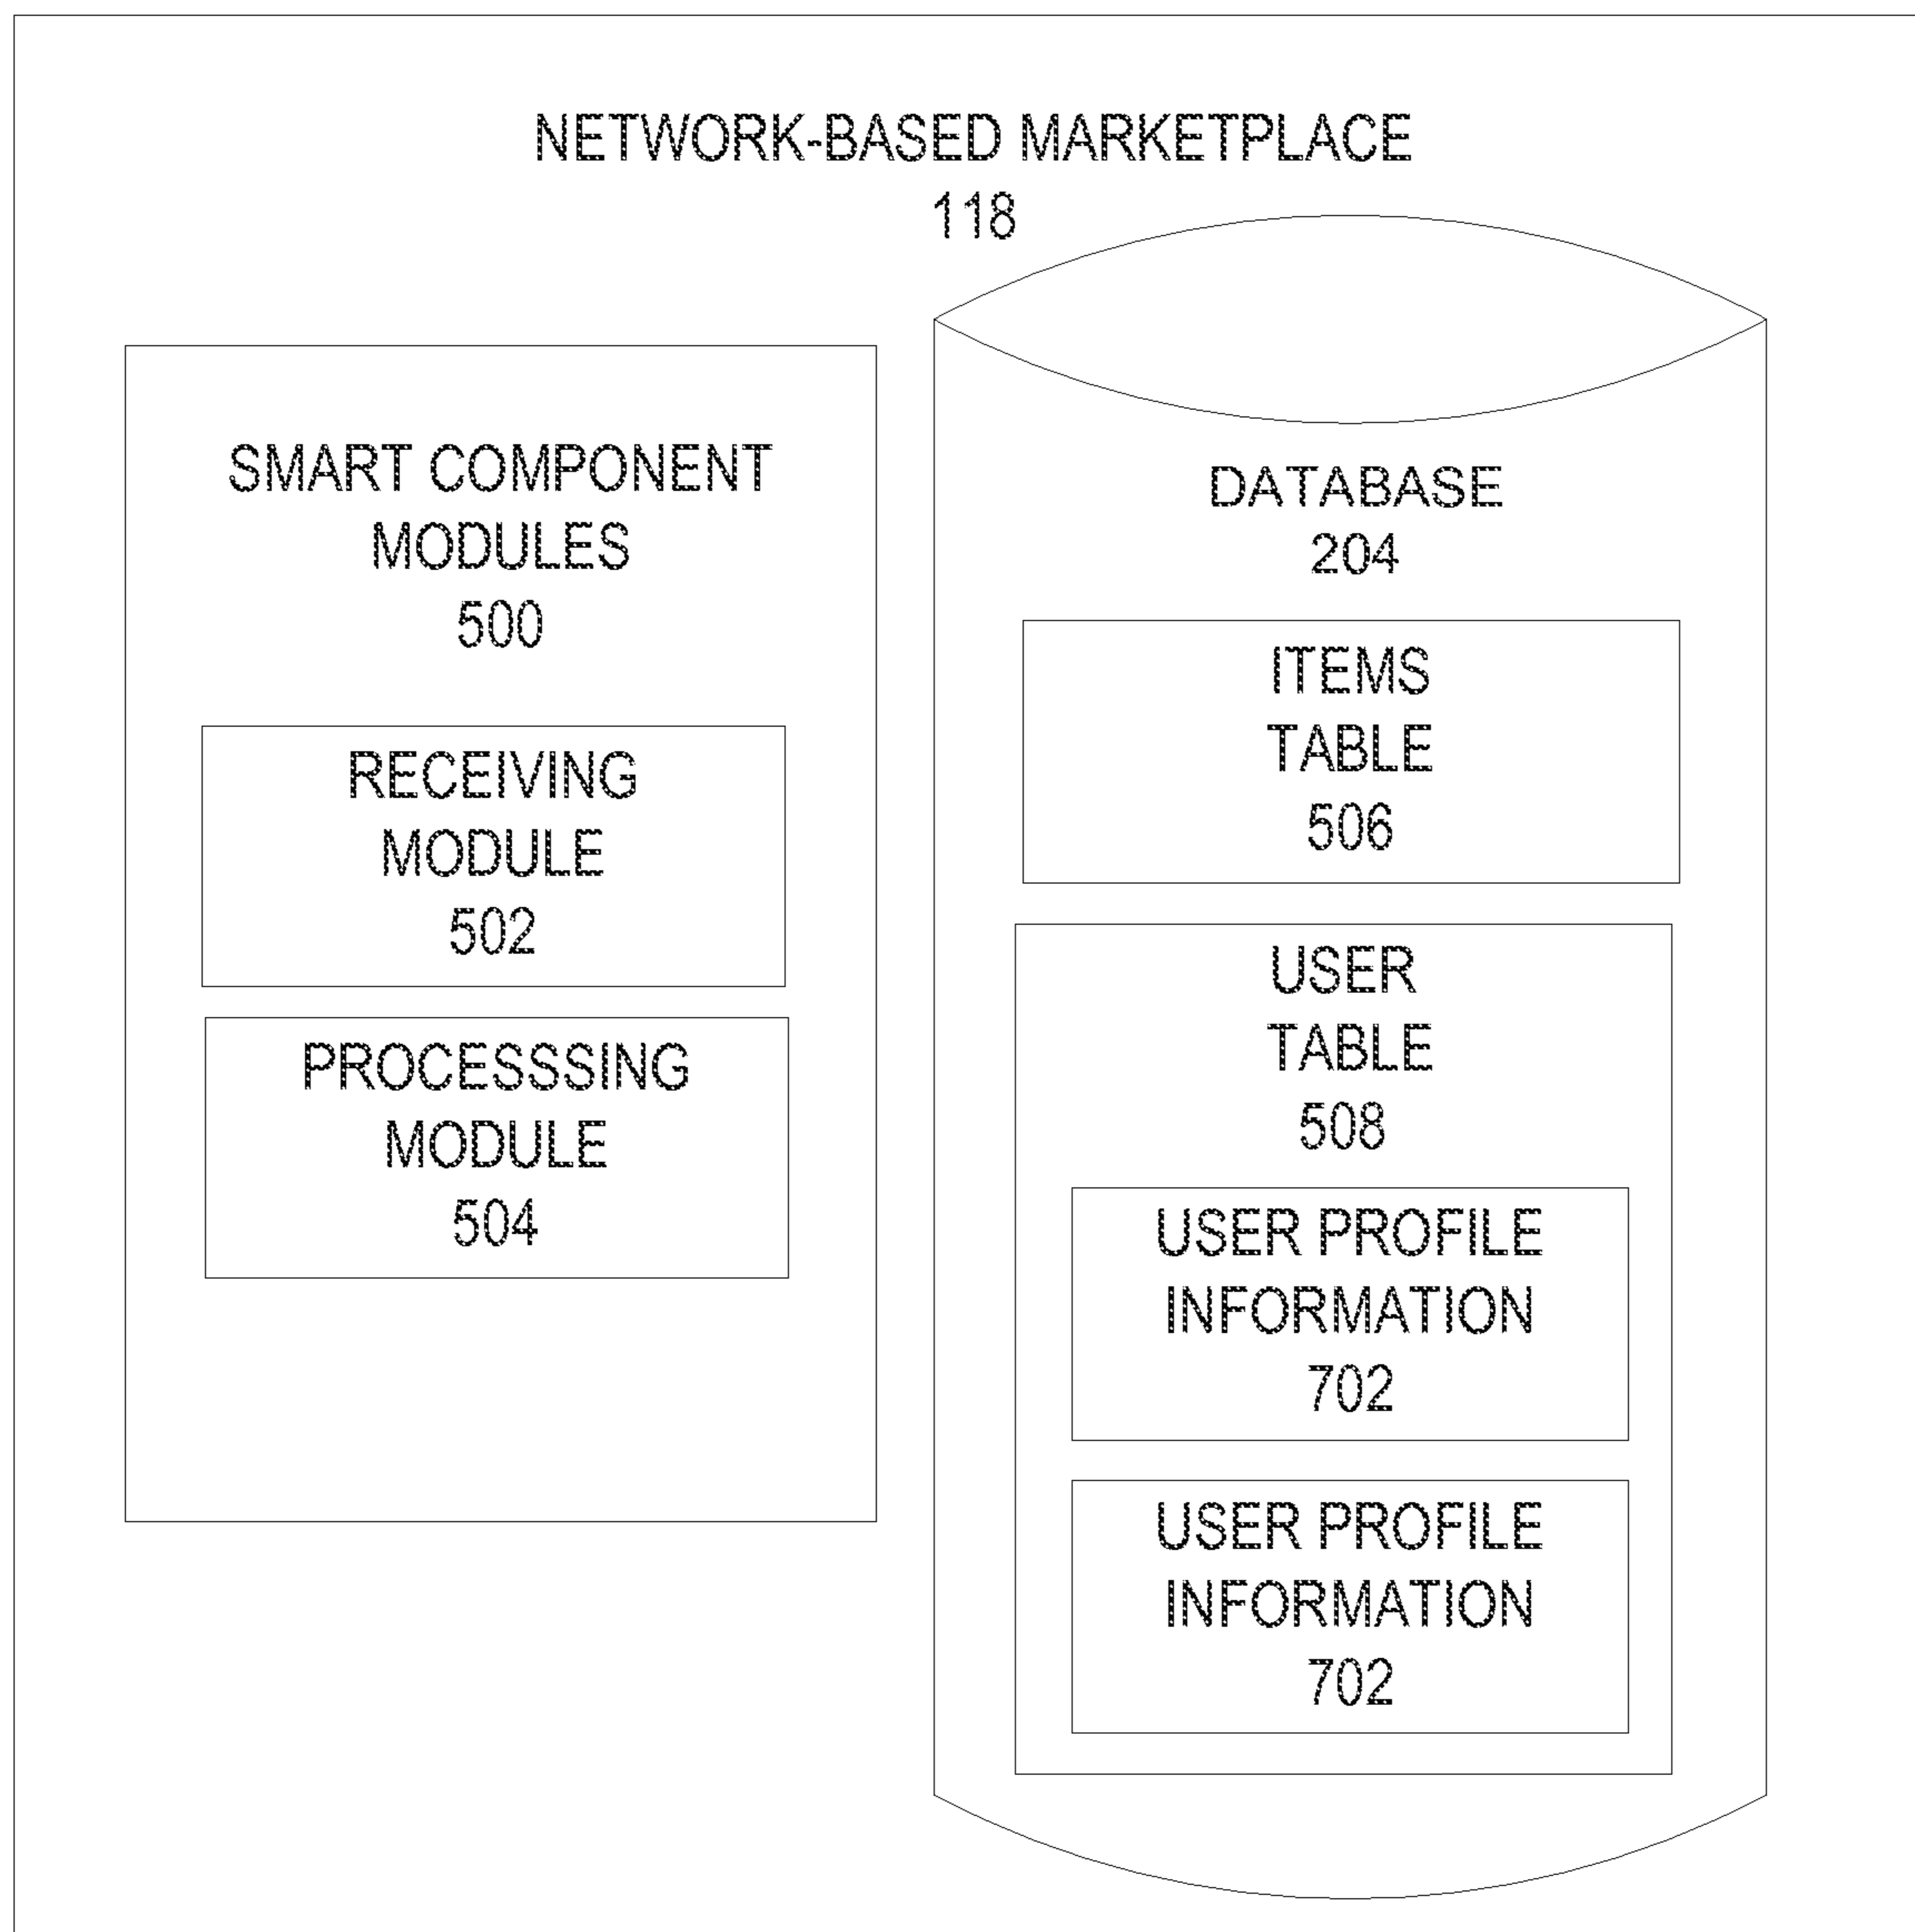 NETWORK-BASED MARKETPLACE
118
SMART COMPONENT
MODULES
500
RECEIVING
MODULE
502
PROCESSSING
MODULE
504
DATABASE
204
ITEMS
TABLE
506
USER
TABLE
508
USER PROFILE
INFORMATION
702
USER PROFILE
INFORMATION
702